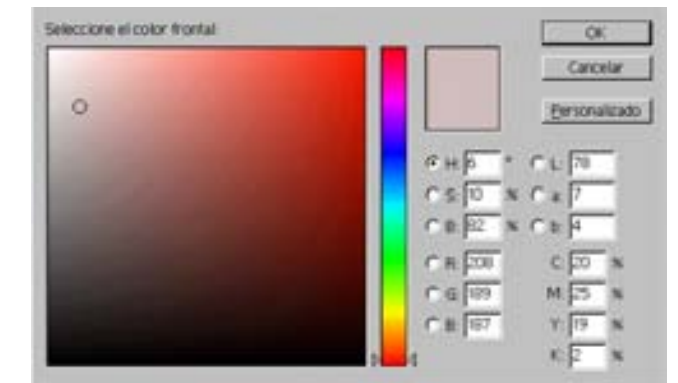 Seleccione el color frontal:
OK
Cancelar
Personalizado
H: 6 °
S: 10 %
B: 82 %
R: 208
G: 189
B: 187
L: 78
a: 7
b: 4
C: 20 %
M: 25 %
Y: 19 %
K: 2 %